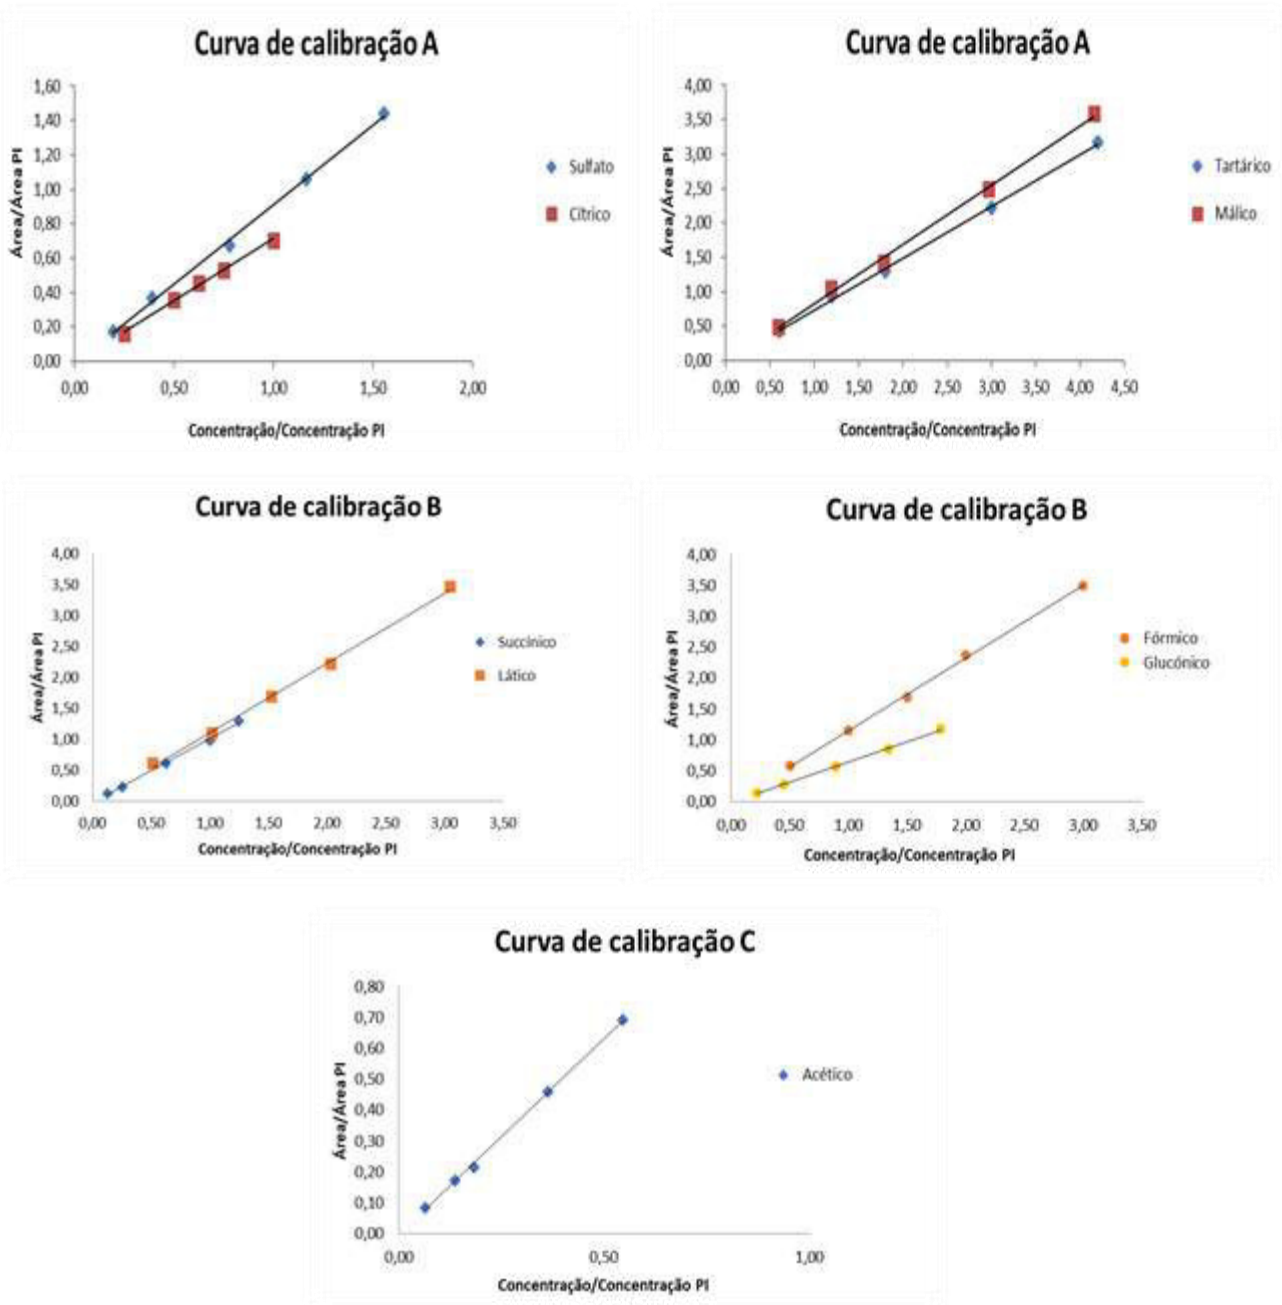 Curva de calibração A
1,60
1,40
1,20
1,00
0,80
0,60
0,40
0,20
0,00
0,00 0,50 1,00 1,50 2,00
Área/Área PI
Concentração/Concentração PI
Sulfato
Cítrico
Curva de calibração A
4,00
3,50
3,00
2,50
2,00
1,50
1,00
0,50
0,00
0,00 0,50 1,00 1,50 2,00 2,50 3,00 3,50 4,00 4,50
Área/Área PI
Concentração/Concentração PI
Tartárico
Málico
Curva de calibração B
4,00
3,50
3,00
2,50
2,00
1,50
1,00
0,50
0,00
0,00 0,50 1,00 1,50 2,00 2,50 3,00 3,50
Área/Área PI
Concentração/Concentração PI
Succínico
Lático
Curva de calibração B
4,00
3,50
3,00
2,50
2,00
1,50
1,00
0,50
0,00
0,00 0,50 1,00 1,50 2,00 2,50 3,00 3,50
Área/Área PI
Concentração/Concentração PI
Fórmico
Glucónico
Curva de calibração C
0,80
0,70
0,60
0,50
0,40
0,30
0,20
0,10
0,00
0,00 0,50 1,00
Área/Área PI
Concentração/Concentração PI
Acético